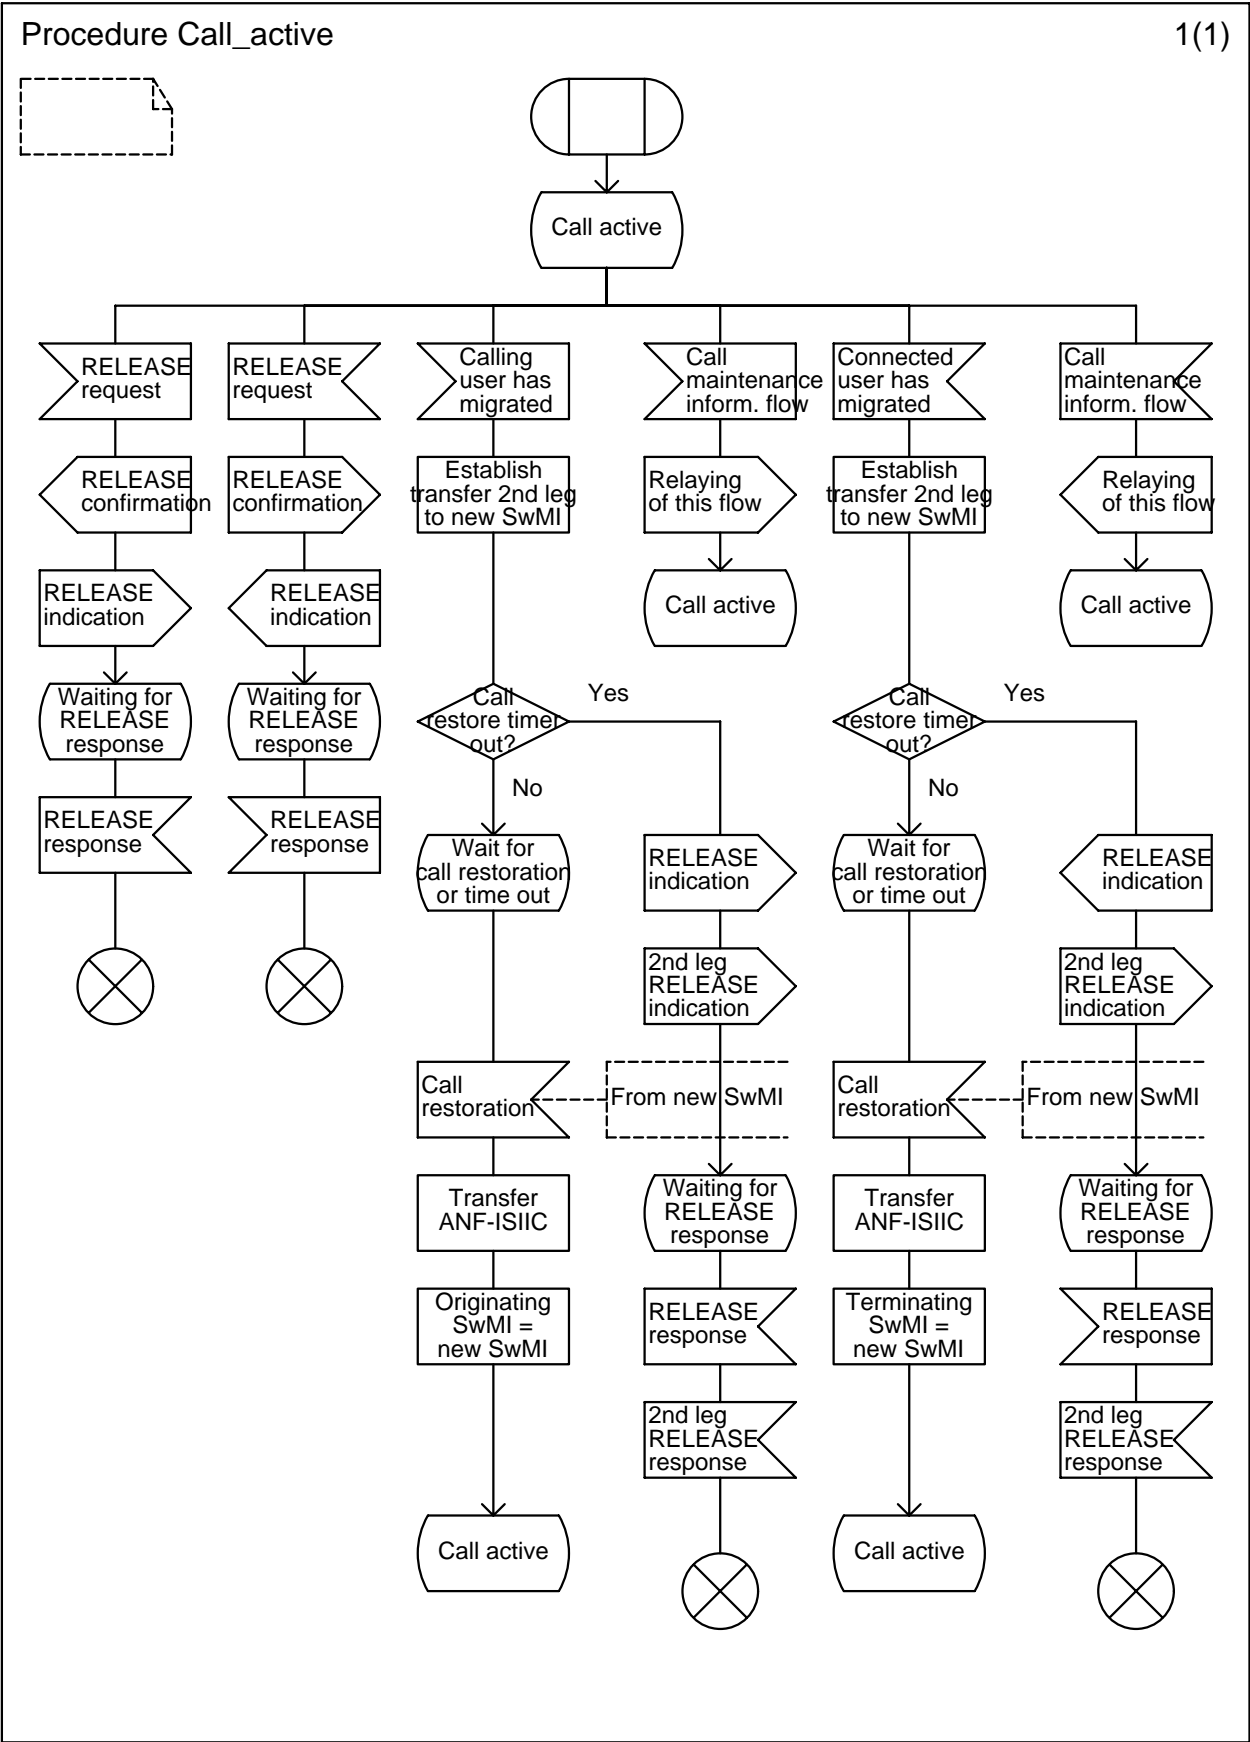 Procedure Call_active
1(1)
Call active
RELEASE
request
RELEASE
request
Calling
user has
migrated
Call
maintenance
inform. flow
Connected
user has
migrated
Call
maintenance
inform. flow
RELEASE
confirmation
RELEASE
confirmation
Establish
transfer 2nd leg
to new SwMI
Relaying
of this flow
Establish
transfer 2nd leg
to new SwMI
Relaying
of this flow
RELEASE
indication
RELEASE
indication
Call active
Call active
Waiting for
RELEASE
response
Waiting for
RELEASE
response
Call
restore timer
out?
Yes
No
Call
restore timer
out?
Yes
No
RELEASE
response
RELEASE
response
Wait for
call restoration
or time out
RELEASE
indication
Wait for
call restoration
or time out
RELEASE
indication
2nd leg
RELEASE
indication
2nd leg
RELEASE
indication
Call
restoration
From new SwMI
Call
restoration
From new SwMI
Transfer
ANF-ISIIC
Waiting for
RELEASE
response
Transfer
ANF-ISIIC
Waiting for
RELEASE
response
Originating
SwMI =
new SwMI
RELEASE
response
Terminating
SwMI =
new SwMI
RELEASE
response
2nd leg
RELEASE
response
2nd leg
RELEASE
response
Call active
Call active